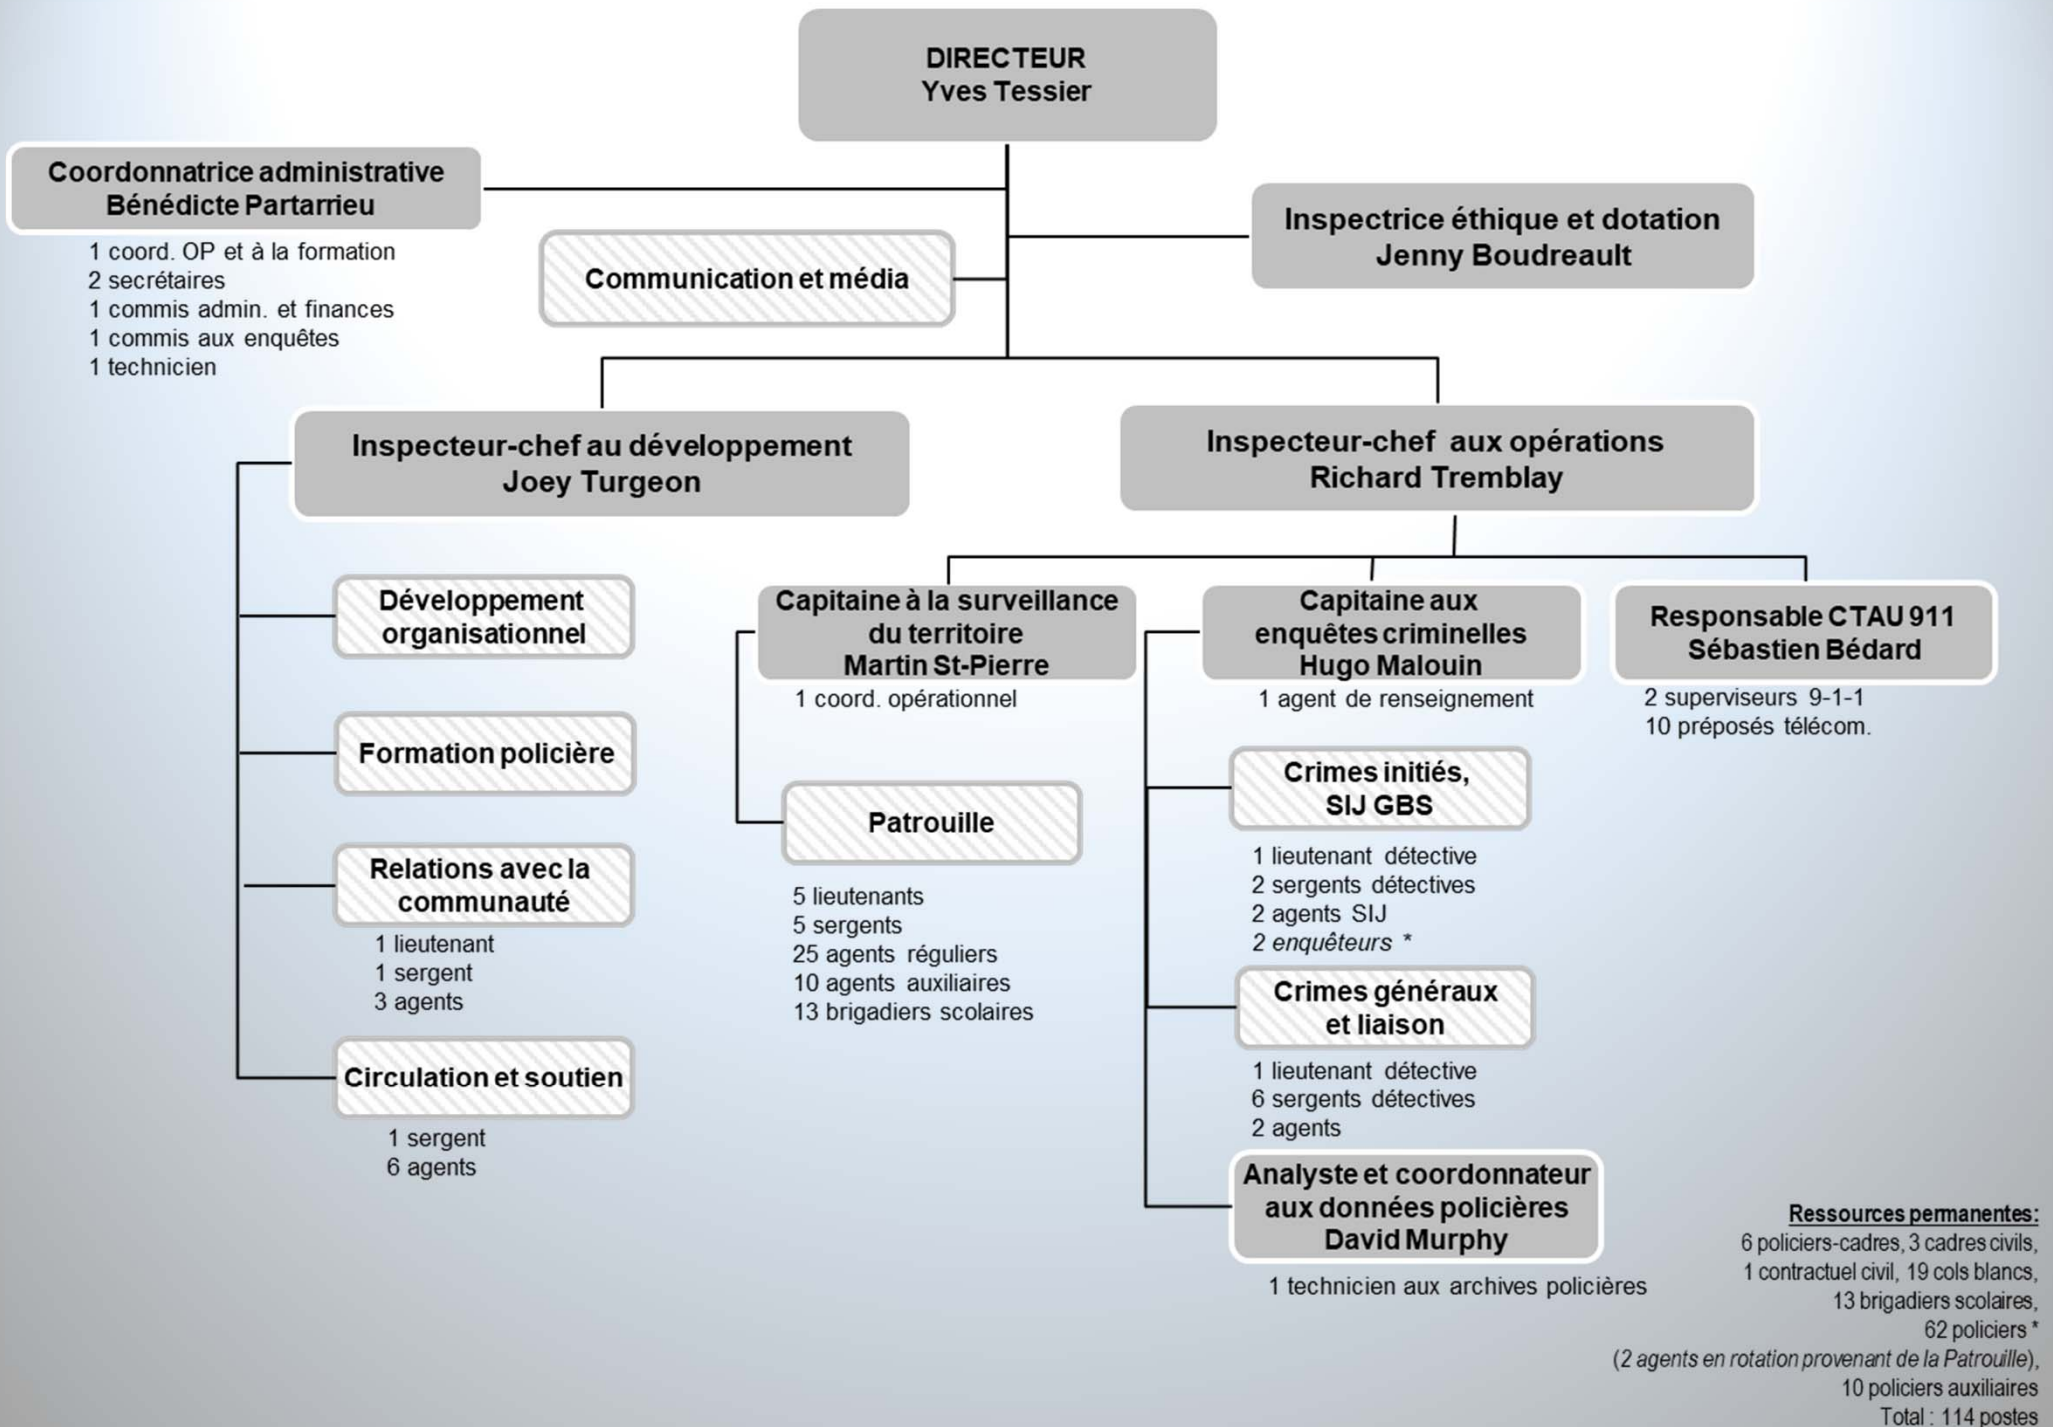 DIRECTEUR
Yves Tessier
Coordonnatrice administrative
Bénédicte Partarrieu
1 coord. OP et à la formation
2 secrétaires
1 commis admin. et finances
1 commis aux enquêtes
1 technicien
Communication et média
Inspectrice éthique et dotation
Jenny Boudreault
Inspecteur-chef au développement
Joey Turgeon
Développement
organisationnel
Formation policière
Relations avec la
communauté
1 lieutenant
1 sergent
3 agents
Circulation et soutien
1 sergent
6 agents
Inspecteur-chef aux opérations
Richard Tremblay
Capitaine à la surveillance
du territoire
Martin St-Pierre
1 coord. opérationnel
Patrouille
5 lieutenants
5 sergents
25 agents réguliers
10 agents auxiliaires
13 brigadiers scolaires
Capitaine aux
enquêtes criminelles
Hugo Malouin
1 agent de renseignement
Crimes initiés,
SIJ GBS
1 lieutenant détective
2 sergents détectives
2 agents SIJ
2 enquêteurs *
Crimes généraux
et liaison
1 lieutenant détective
6 sergents détectives
2 agents
Analyste et coordonnateur
aux données policières
David Murphy
1 technicien aux archives policières
Responsable CTAU 911
Sébastien Bédard
2 superviseurs 9-1-1
10 préposés télécom.
Ressources permanentes:
6 policiers-cadres, 3 cadres civils,
1 contractuel civil, 19 cols blancs,
13 brigadiers scolaires,
62 policiers *
(2 agents en rotation provenant de la Patrouille),
10 policiers auxiliaires
Total : 114 postes